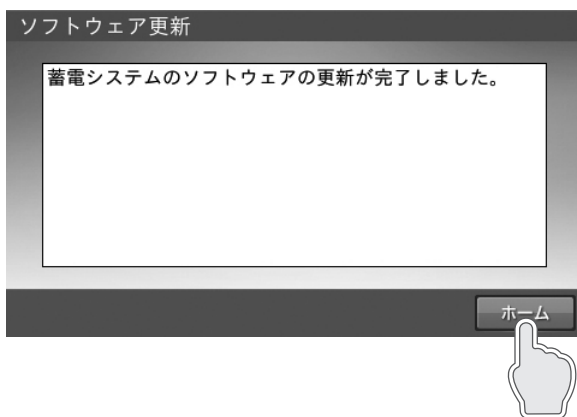 ソフトウェア更新
蓄電システムのソフトウェアの更新が完了しました。
ホーム